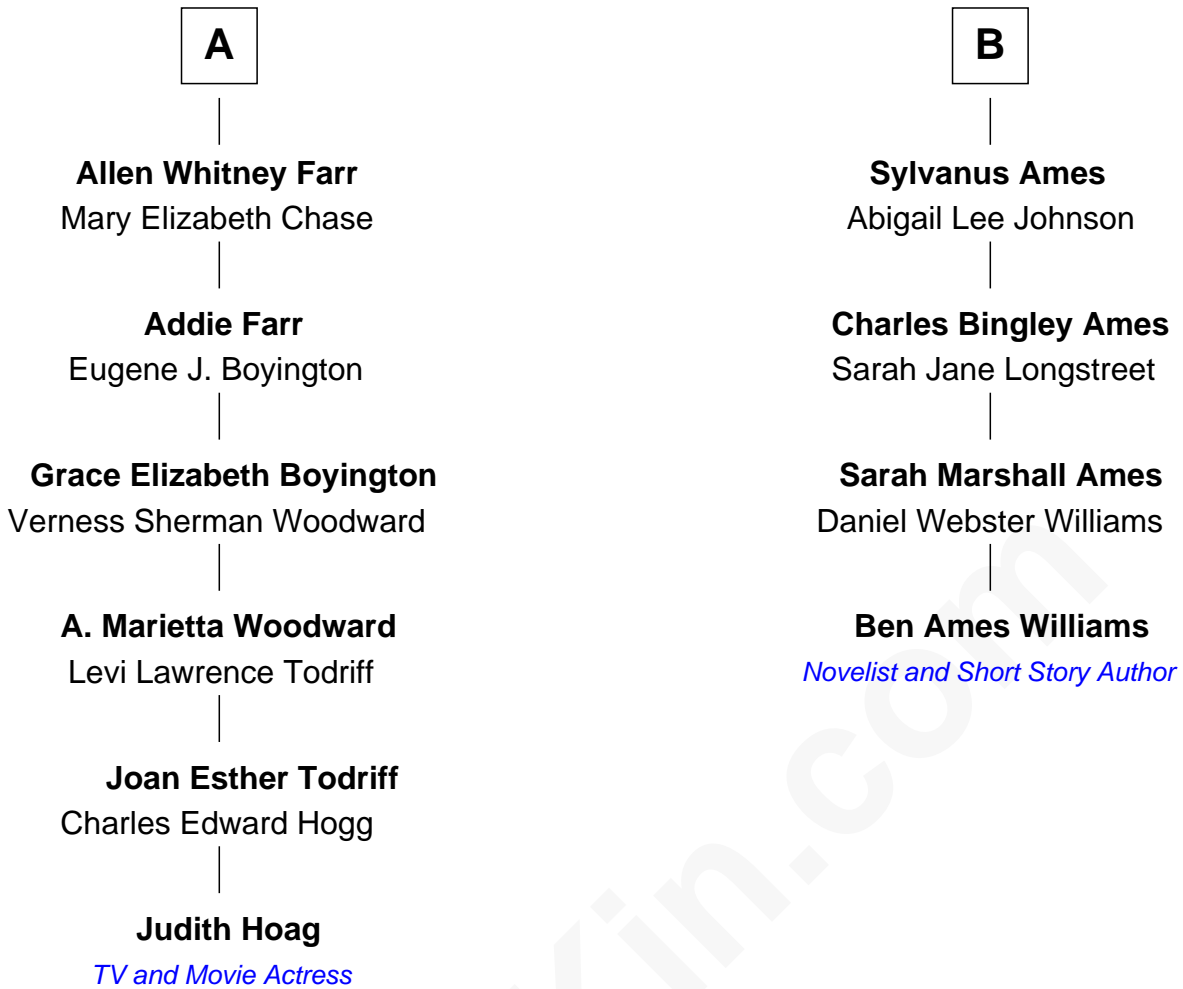 A
Allen Whitney Farr
Mary Elizabeth Chase
Addie Farr
Eugene J. Boyington
Grace Elizabeth Boyington
Verness Sherman Woodward
A. Marietta Woodward
Levi Lawrence Todriff
Joan Esther Todriff
Charles Edward Hogg
Judith Hoag
TV and Movie Actress
B
Sylvanus Ames
Abigail Lee Johnson
Charles Bingley Ames
Sarah Jane Longstreet
Sarah Marshall Ames
Daniel Webster Williams
Ben Ames Williams
Novelist and Short Story Author
Kin.com